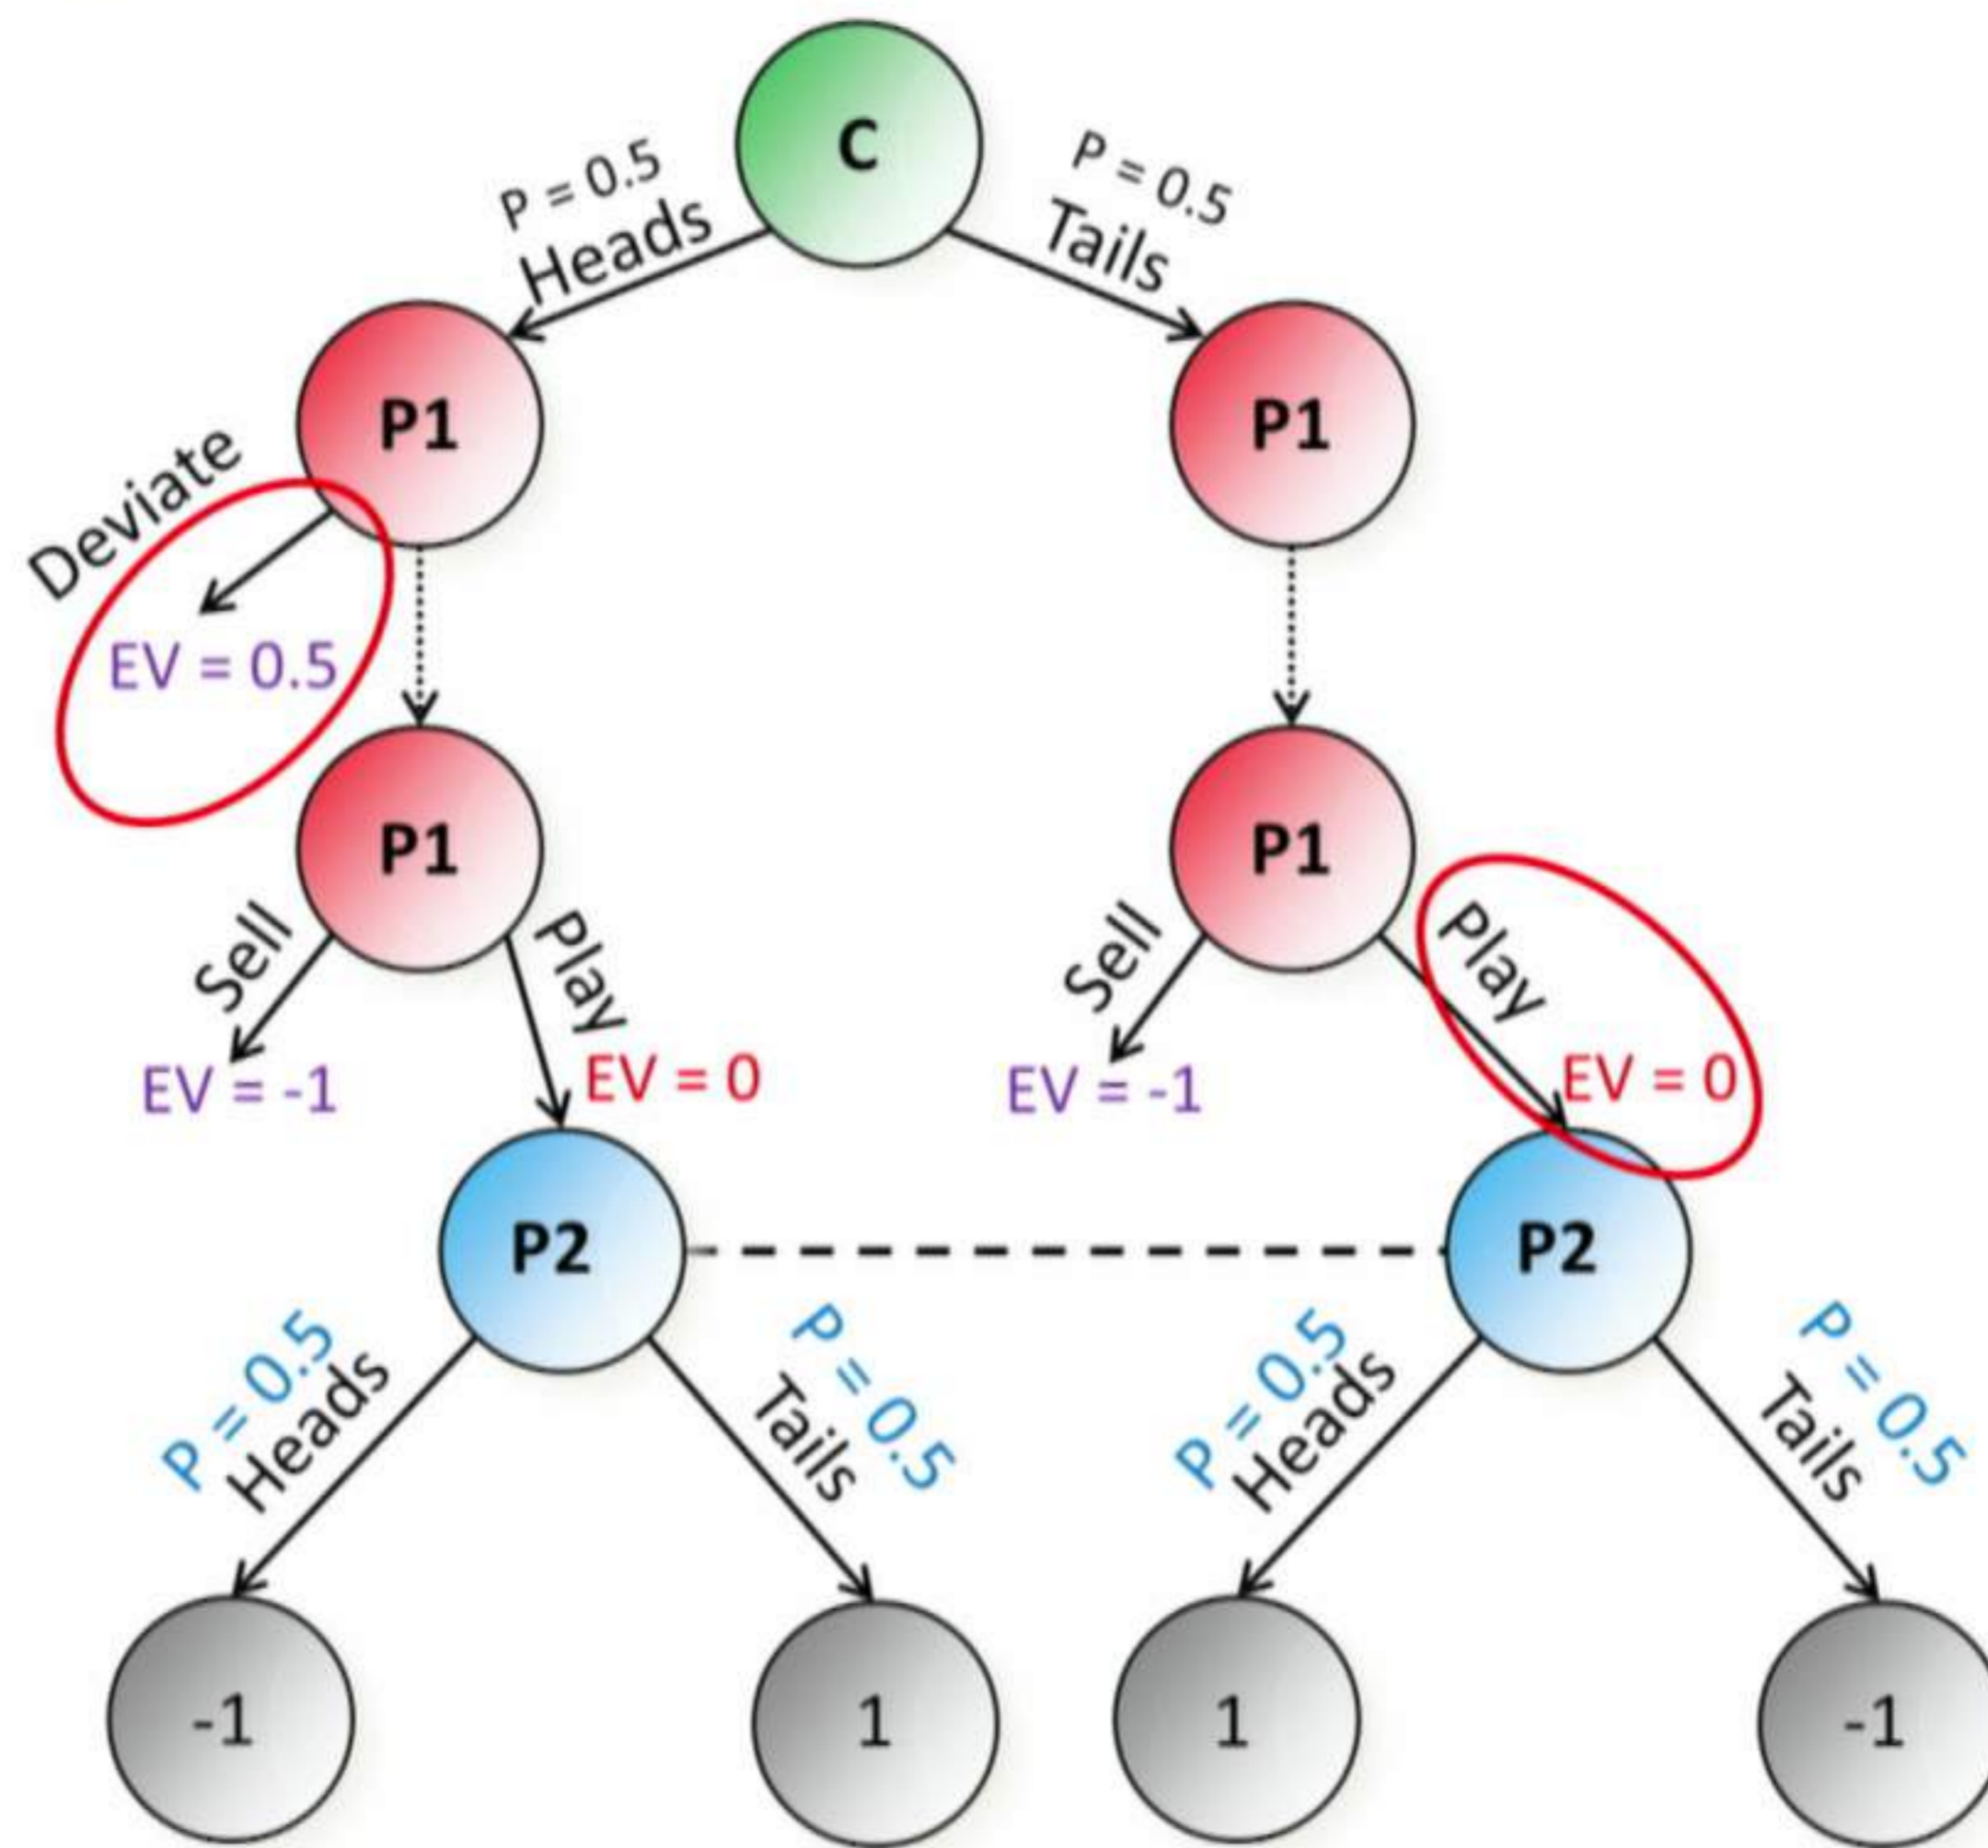 C
P = 0.5
Heads
P = 0.5
Tails
P1
P1
Deviate
EV = 0.5
P1
P1
Sell
Play
Sell
Play
EV = -1
EV = 0
EV = -1
EV = 0
P2
P2
P = 0.5
Heads
P = 0.5
Tails
P = 0.5
Heads
P = 0.5
Tails
-1
1
1
-1